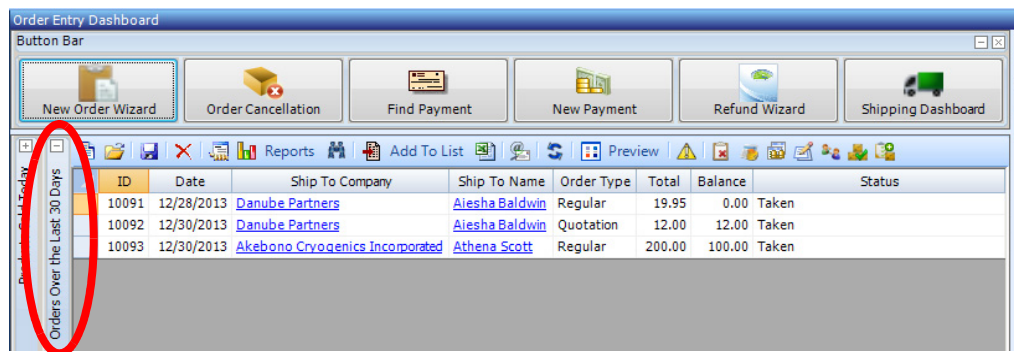 Order Entry Dashboard
Button Bar
New Order Wizard Order Cancellation Find Payment New Payment Refund Wizard Shipping Dashboard
Reports Add To List Preview
ID Date Ship To Company Ship To Name Order Type Total Balance Status
10091 12/28/2013 Danube Partners Aiesha Baldwin Regular 19.95 0.00 Taken
10092 12/30/2013 Danube Partners Aiesha Baldwin Quotation 12.00 12.00 Taken
10093 12/30/2013 Akebono Cryogenics Incorporated Athena Scott Regular 200.00 100.00 Taken
Today
Orders Over the Last 30 Days